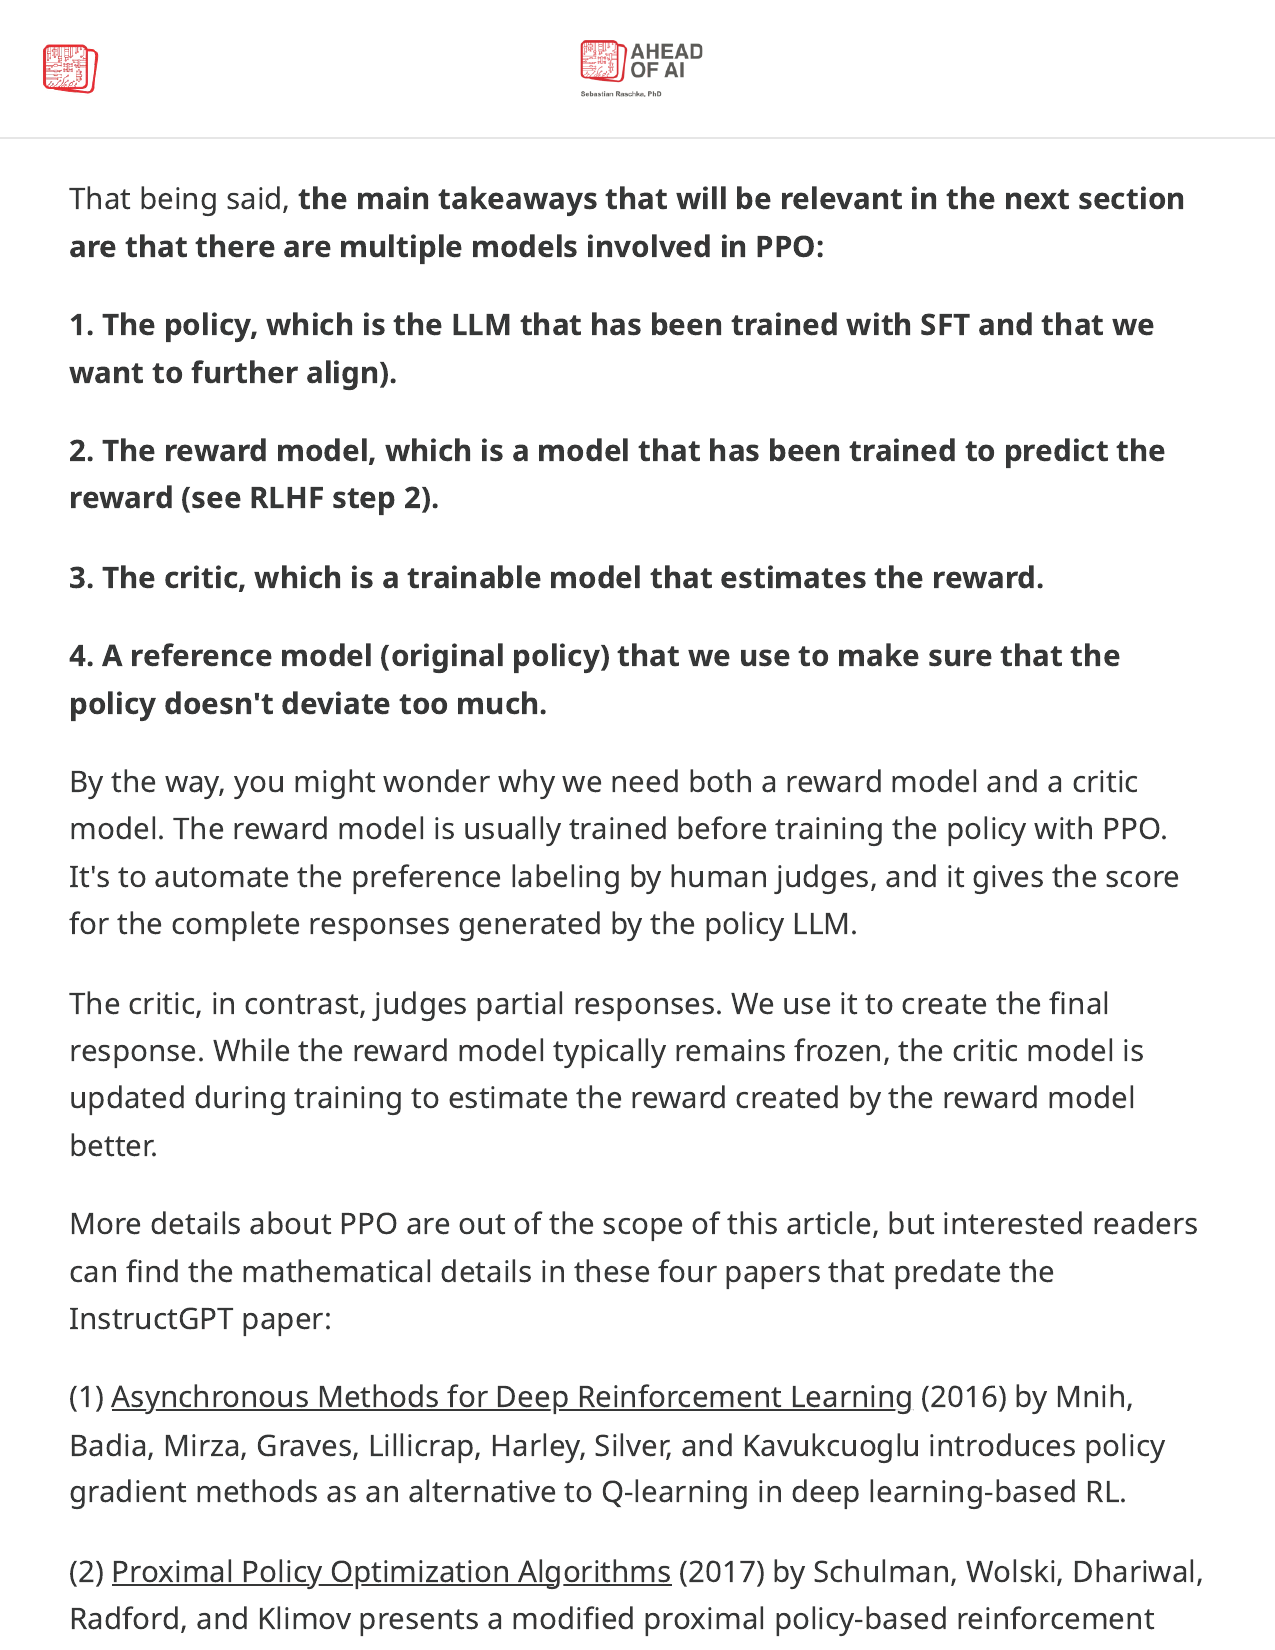 AHEAD
OF AI
Sebastian Raschka, PhD
That being said, the main takeaways that will be relevant in the next section
are that there are multiple models involved in PPO:
1. The policy, which is the LLM that has been trained with SFT and that we
want to further align).
2. The reward model, which is a model that has been trained to predict the
reward (see RLHF step 2).
3. The critic, which is a trainable model that estimates the reward.
4. A reference model (original policy) that we use to make sure that the
policy doesn't deviate too much.
By the way, you might wonder why we need both a reward model and a critic
model. The reward model is usually trained before training the policy with PPO.
It's to automate the preference labeling by human judges, and it gives the score
for the complete responses generated by the policy LLM.
The critic, in contrast, judges partial responses. We use it to create the final
response. While the reward model typically remains frozen, the critic model is
updated during training to estimate the reward created by the reward model
better.
More details about PPO are out of the scope of this article, but interested readers
can find the mathematical details in these four papers that predate the
InstructGPT paper:
(1) Asynchronous Methods for Deep Reinforcement Learning (2016) by Mnih,
Badia, Mirza, Graves, Lillicrap, Harley, Silver, and Kavukcuoglu introduces policy
gradient methods as an alternative to Q-learning in deep learning-based RL.
(2) Proximal Policy Optimization Algorithms (2017) by Schulman, Wolski, Dhariwal,
Radford, and Klimov presents a modified proximal policy-based reinforcement